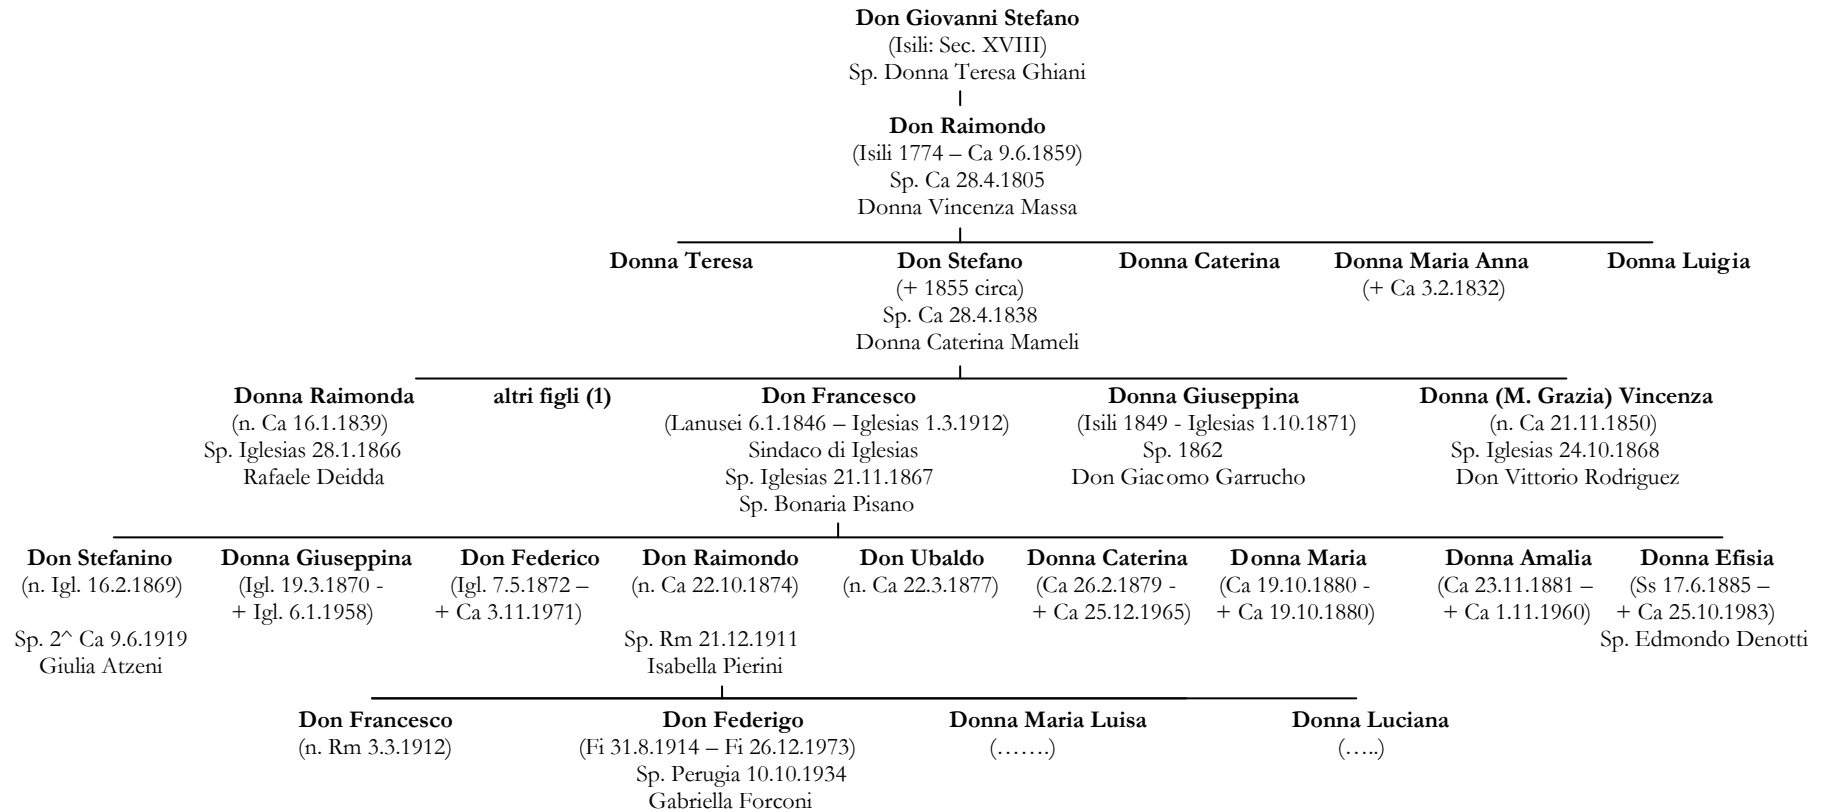 Don Giovanni Stefano
(Isili: Sec. XVIII)
Sp. Donna Teresa Ghiani
Don Raimondo
(Isili 1774 – Ca 9.6.1859)
Sp. Ca 28.4.1805
Donna Vincenza Massa
Donna Teresa
Don Stefano
(+ 1855 circa)
Sp. Ca 28.4.1838
Donna Caterina Mameli
Donna Caterina
Donna Maria Anna
(+ Ca 3.2.1832)
Donna Luigia
Donna Raimonda
(n. Ca 16.1.1839)
Sp. Iglesias 28.1.1866
Rafaele Deidda
altri figli (1)
Don Francesco
(Lanusei 6.1.1846 – Iglesias 1.3.1912)
Sindaco di Iglesias
Sp. Iglesias 21.11.1867
Sp. Bonaria Pisano
Donna Giuseppina
(Isili 1849 - Iglesias 1.10.1871)
Sp. 1862
Don Giacomo Garrucho
Donna (M. Grazia) Vincenza
(n. Ca 21.11.1850)
Sp. Iglesias 24.10.1868
Don Vittorio Rodriguez
Don Stefanino
(n. Igl. 16.2.1869)
Sp. 2^ Ca 9.6.1919
Giulia Atzeni
Donna Giuseppina
(Igl. 19.3.1870 -
+ Igl. 6.1.1958)
Don Federico
(Igl. 7.5.1872 –
+ Ca 3.11.1971)
Don Raimondo
(n. Ca 22.10.1874)
Sp. Rm 21.12.1911
Isabella Pierini
Don Ubaldo
(n. Ca 22.3.1877)
Donna Caterina
(Ca 26.2.1879 -
+ Ca 25.12.1965)
Donna Maria
(Ca 19.10.1880 -
+ Ca 19.10.1880)
Donna Amalia
(Ca 23.11.1881 –
+ Ca 1.11.1960)
Donna Efisia
(Ss 17.6.1885 –
+ Ca 25.10.1983)
Sp. Edmondo Denotti
Don Francesco
(n. Rm 3.3.1912)
Don Federigo
(Fi 31.8.1914 – Fi 26.12.1973)
Sp. Perugia 10.10.1934
Gabriella Forconi
Donna Maria Luisa
(…….)
Donna Luciana
(…..)